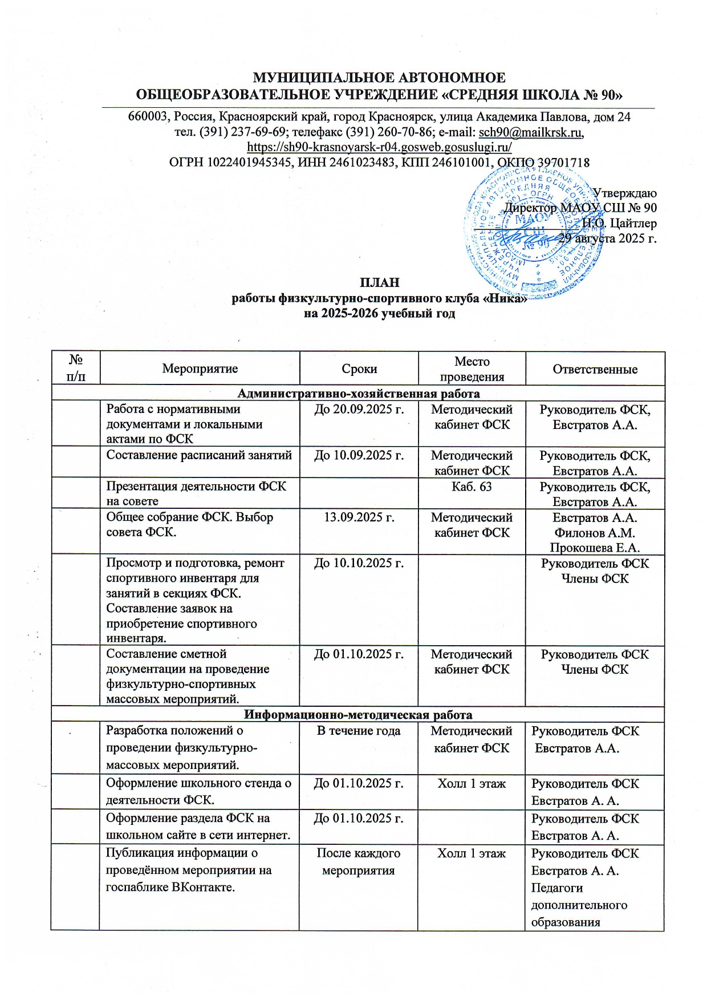 МУНИЦИПАЛЬНОЕ АВТОНОМНОЕ
ОБЩЕОБРАЗОВАТЕЛЬНОЕ УЧРЕЖДЕНИЕ «СРЕДНЯЯ ШКОЛА № 90»
660003, Россия, Красноярский край, город Красноярск, улица Академика Павлова, дом 24
тел. (391) 237-69-69; телефакс (391) 260-70-86; e-mail: sch90@mailkrsk.ru,
https://sh90-krasnoyarsk-r04.gosweb.gosuslugi.ru/
ОГРН 1022401945345, ИНН 2461023483, КПП 246101001, ОКПО 39701718
Утверждаю
Директор МАОУ СШ № 90
Н.О. Цайтлер
29 августа 2025 г.
МАОУ
СШ
№ 90
ПЛАН
работы физкультурно-спортивного клуба «Ника»
на 2025-2026 учебный год
№ п/п Мероприятие Сроки Место проведения Ответственные
Административно-хозяйственная работа
Работа с нормативными До 20.09.2025 г. Методический Руководитель ФСК,
документами и локальными кабинет ФСК Евстратов А.А.
актами по ФСК
Составление расписаний занятий До 10.09.2025 г. Методический Руководитель ФСК,
кабинет ФСК Евстратов А.А.
Презентация деятельности ФСК Каб. 63 Руководитель ФСК,
на совете Евстратов А.А.
Общее собрание ФСК. Выбор 13.09.2025 г. Методический Евстратов А.А.
совета ФСК. кабинет ФСК Филонов А.М.
Прокошева Е.А.
Просмотр и подготовка, ремонт До 10.10.2025 г. Руководитель ФСК
спортивного инвентаря для Члены ФСК
занятий в секциях ФСК.
Составление заявок на
приобретение спортивного
инвентаря.
Составление сметной До 01.10.2025 г. Методический Руководитель ФСК
документации на проведение кабинет ФСК Члены ФСК
физкультурно-спортивных
массовых мероприятий.
Информационно-методическая работа
Разработка положений о В течение года Методический Руководитель ФСК
проведении физкультурно- кабинет ФСК Евстратов А.А.
массовых мероприятий.
Оформление школьного стенда о До 01.10.2025 г. Холл 1 этаж Руководитель ФСК
деятельности ФСК. Евстратов А. А.
Оформление раздела ФСК на До 01.10.2025 г. Руководитель ФСК
школьном сайте в сети интернет. Евстратов А. А.
Публикация информации о После каждого Холл 1 этаж Руководитель ФСК
проведённом мероприятии на мероприятия Евстратов А. А.
госпаблике ВКонтакте. Педагоги
дополнительного
образования